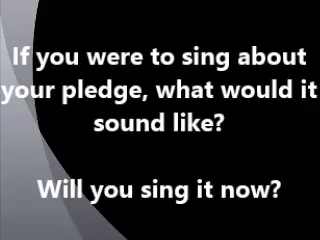 If you were to sing about
your pledge, what would it
sound like?
Will you sing it now?